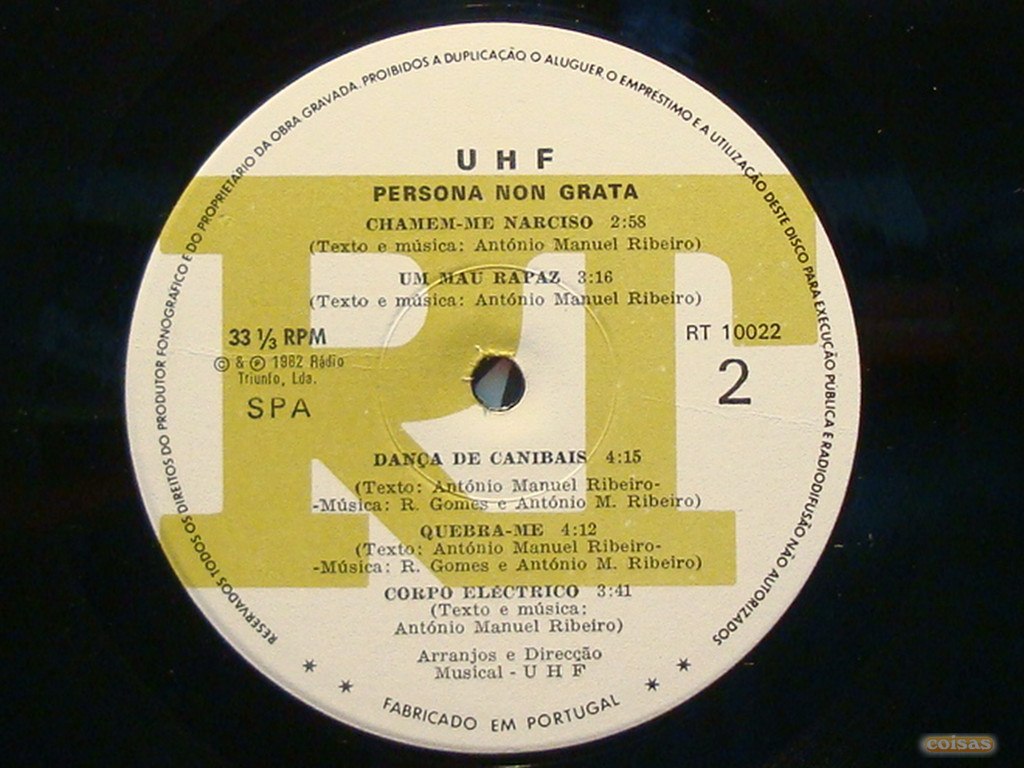 RESERVADOS TODOS OS DIREITOS DO PRODUTOR FONOGRÁFICO E DO PROPRIETÁRIO DA OBRA GRAVADA. PROIBIDOS A DUPLICAÇÃO O ALUGUER, O EMPRÉSTIMO E A UTILIZAÇÃO DESTE DISCO PARA EXECUÇÃO PÚBLICA E RADIODIFUSÃO NÃO AUTORIZADOS
U H F
PERSONA NON GRATA
CHAMEM-ME NARCISO 2:58
(Texto e música: António Manuel Ribeiro)
UM MAU RAPAZ 3:16
(Texto e música: António Manuel Ribeiro)
33 1/3 RPM
© & ℗ 1982 Rádio
Triunfo, Lda.
SPA
RT 10022
2
RT
DANÇA DE CANIBAIS 4:15
(Texto: António Manuel Ribeiro-
-Música: R. Gomes e António M. Ribeiro)
QUEBRA-ME 4:12
(Texto: António Manuel Ribeiro-
-Música: R. Gomes e António M. Ribeiro)
CORPO ELÉCTRICO 3:41
(Texto e música:
António Manuel Ribeiro)
Arranjos e Direcção
Musical - U H F
* * FABRICADO EM PORTUGAL * *
coisas